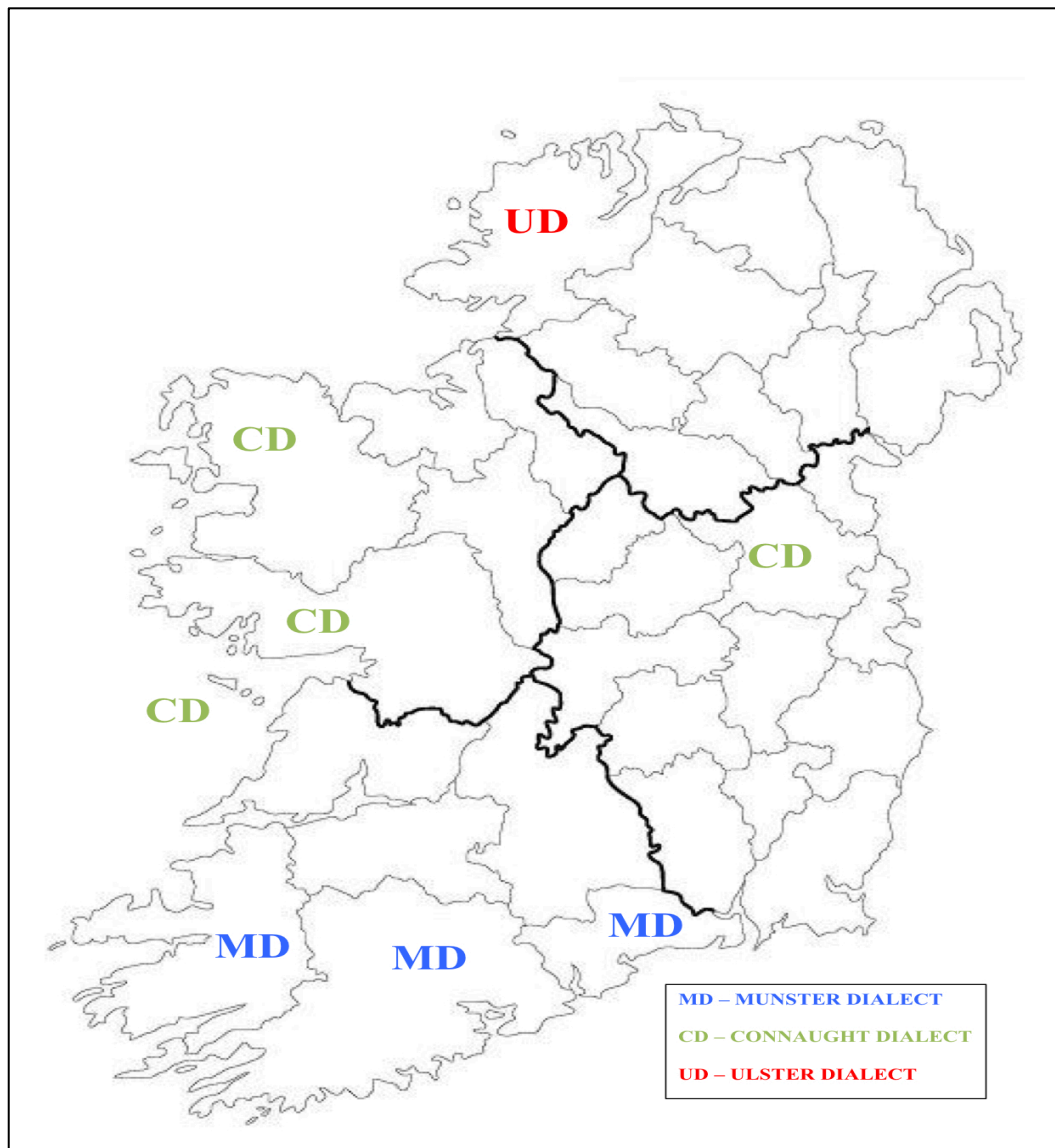 UD
CD
CD
CD
CD
MD
MD
MD
MD – MUNSTER DIALECT
CD – CONNAUGHT DIALECT
UD – ULSTER DIALECT